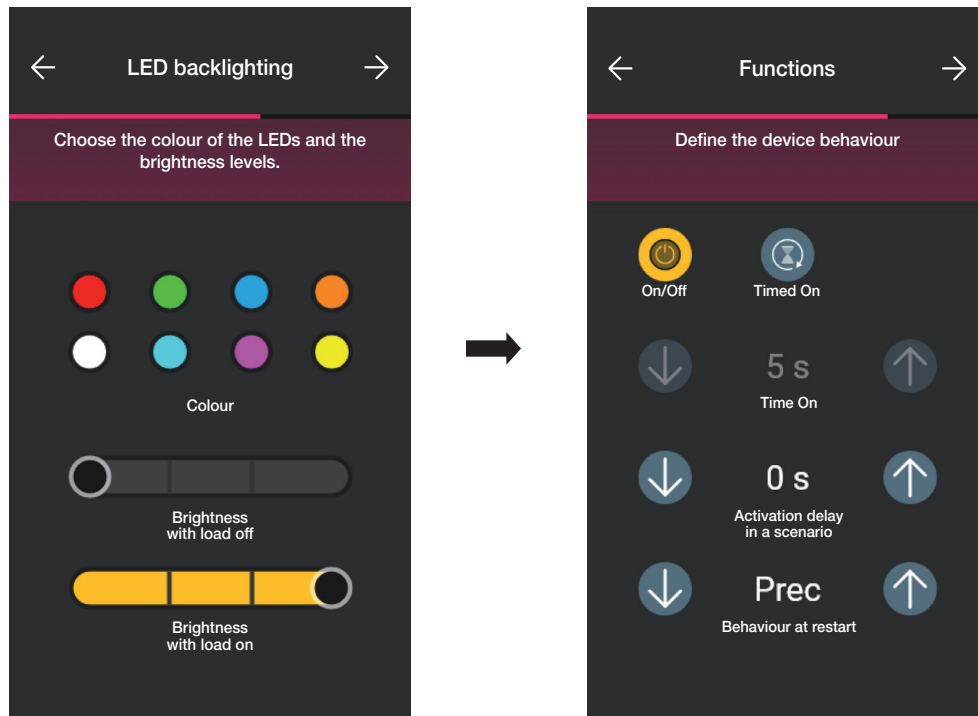 LED backlighting
Choose the colour of the LEDs and the
brightness levels.
Colour
Brightness
with load off
Brightness
with load on
Functions
Define the device behaviour
On/Off
Timed On
5 s
Time On
0 s
Activation delay
in a scenario
Prec
Behaviour at restart